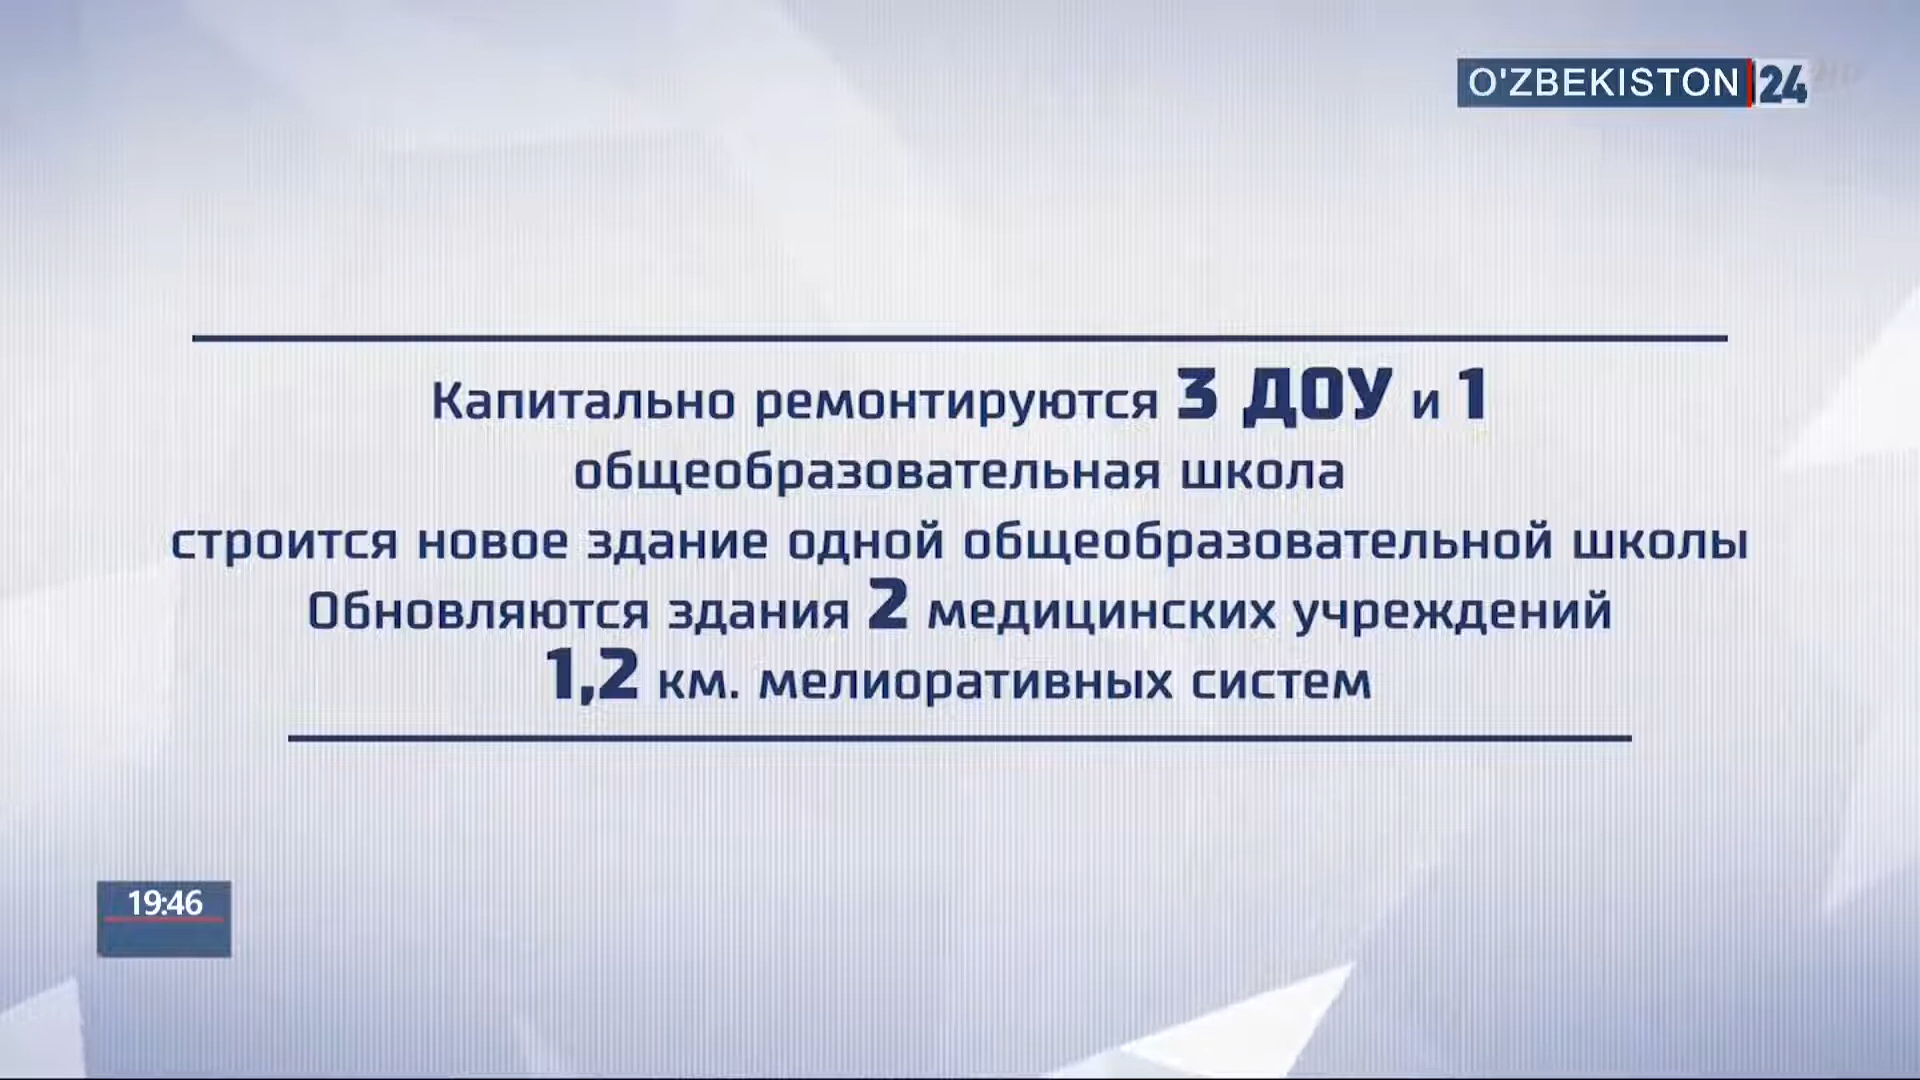 O'ZBEKISTON 24
Капитально ремонтируются 3 ДОУ и 1
общеобразовательная школа
строится новое здание одной общеобразовательной школы
Обновляются здания 2 медицинских учреждений
1,2 км. мелиоративных систем
19:46